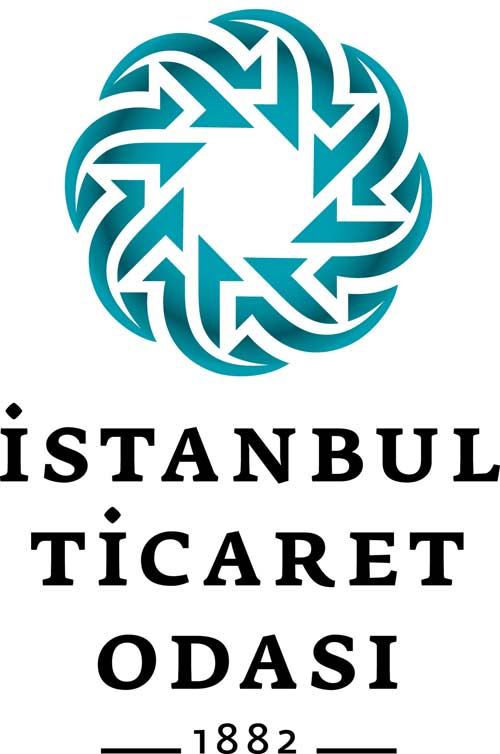 İSTANBUL
TİCARET
ODASI
1882